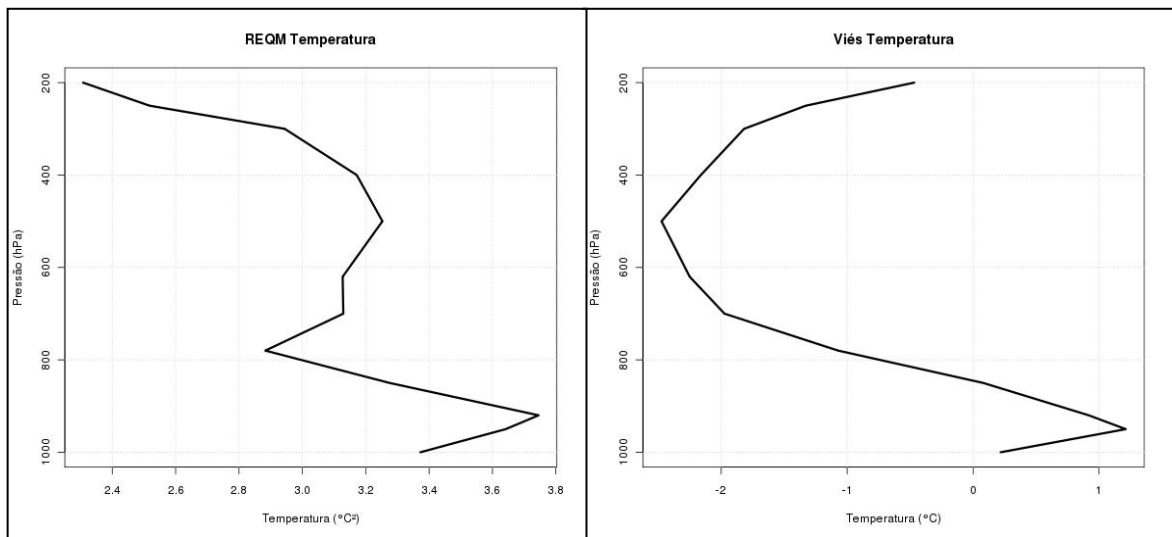 REQM Temperatura
Pressão (hPa)
200
400
600
800
1000
2.4 2.6 2.8 3.0 3.2 3.4 3.6 3.8
Temperatura (°C²)
Viés Temperatura
Pressão (hPa)
200
400
600
800
1000
-2 -1 0 1
Temperatura (°C)